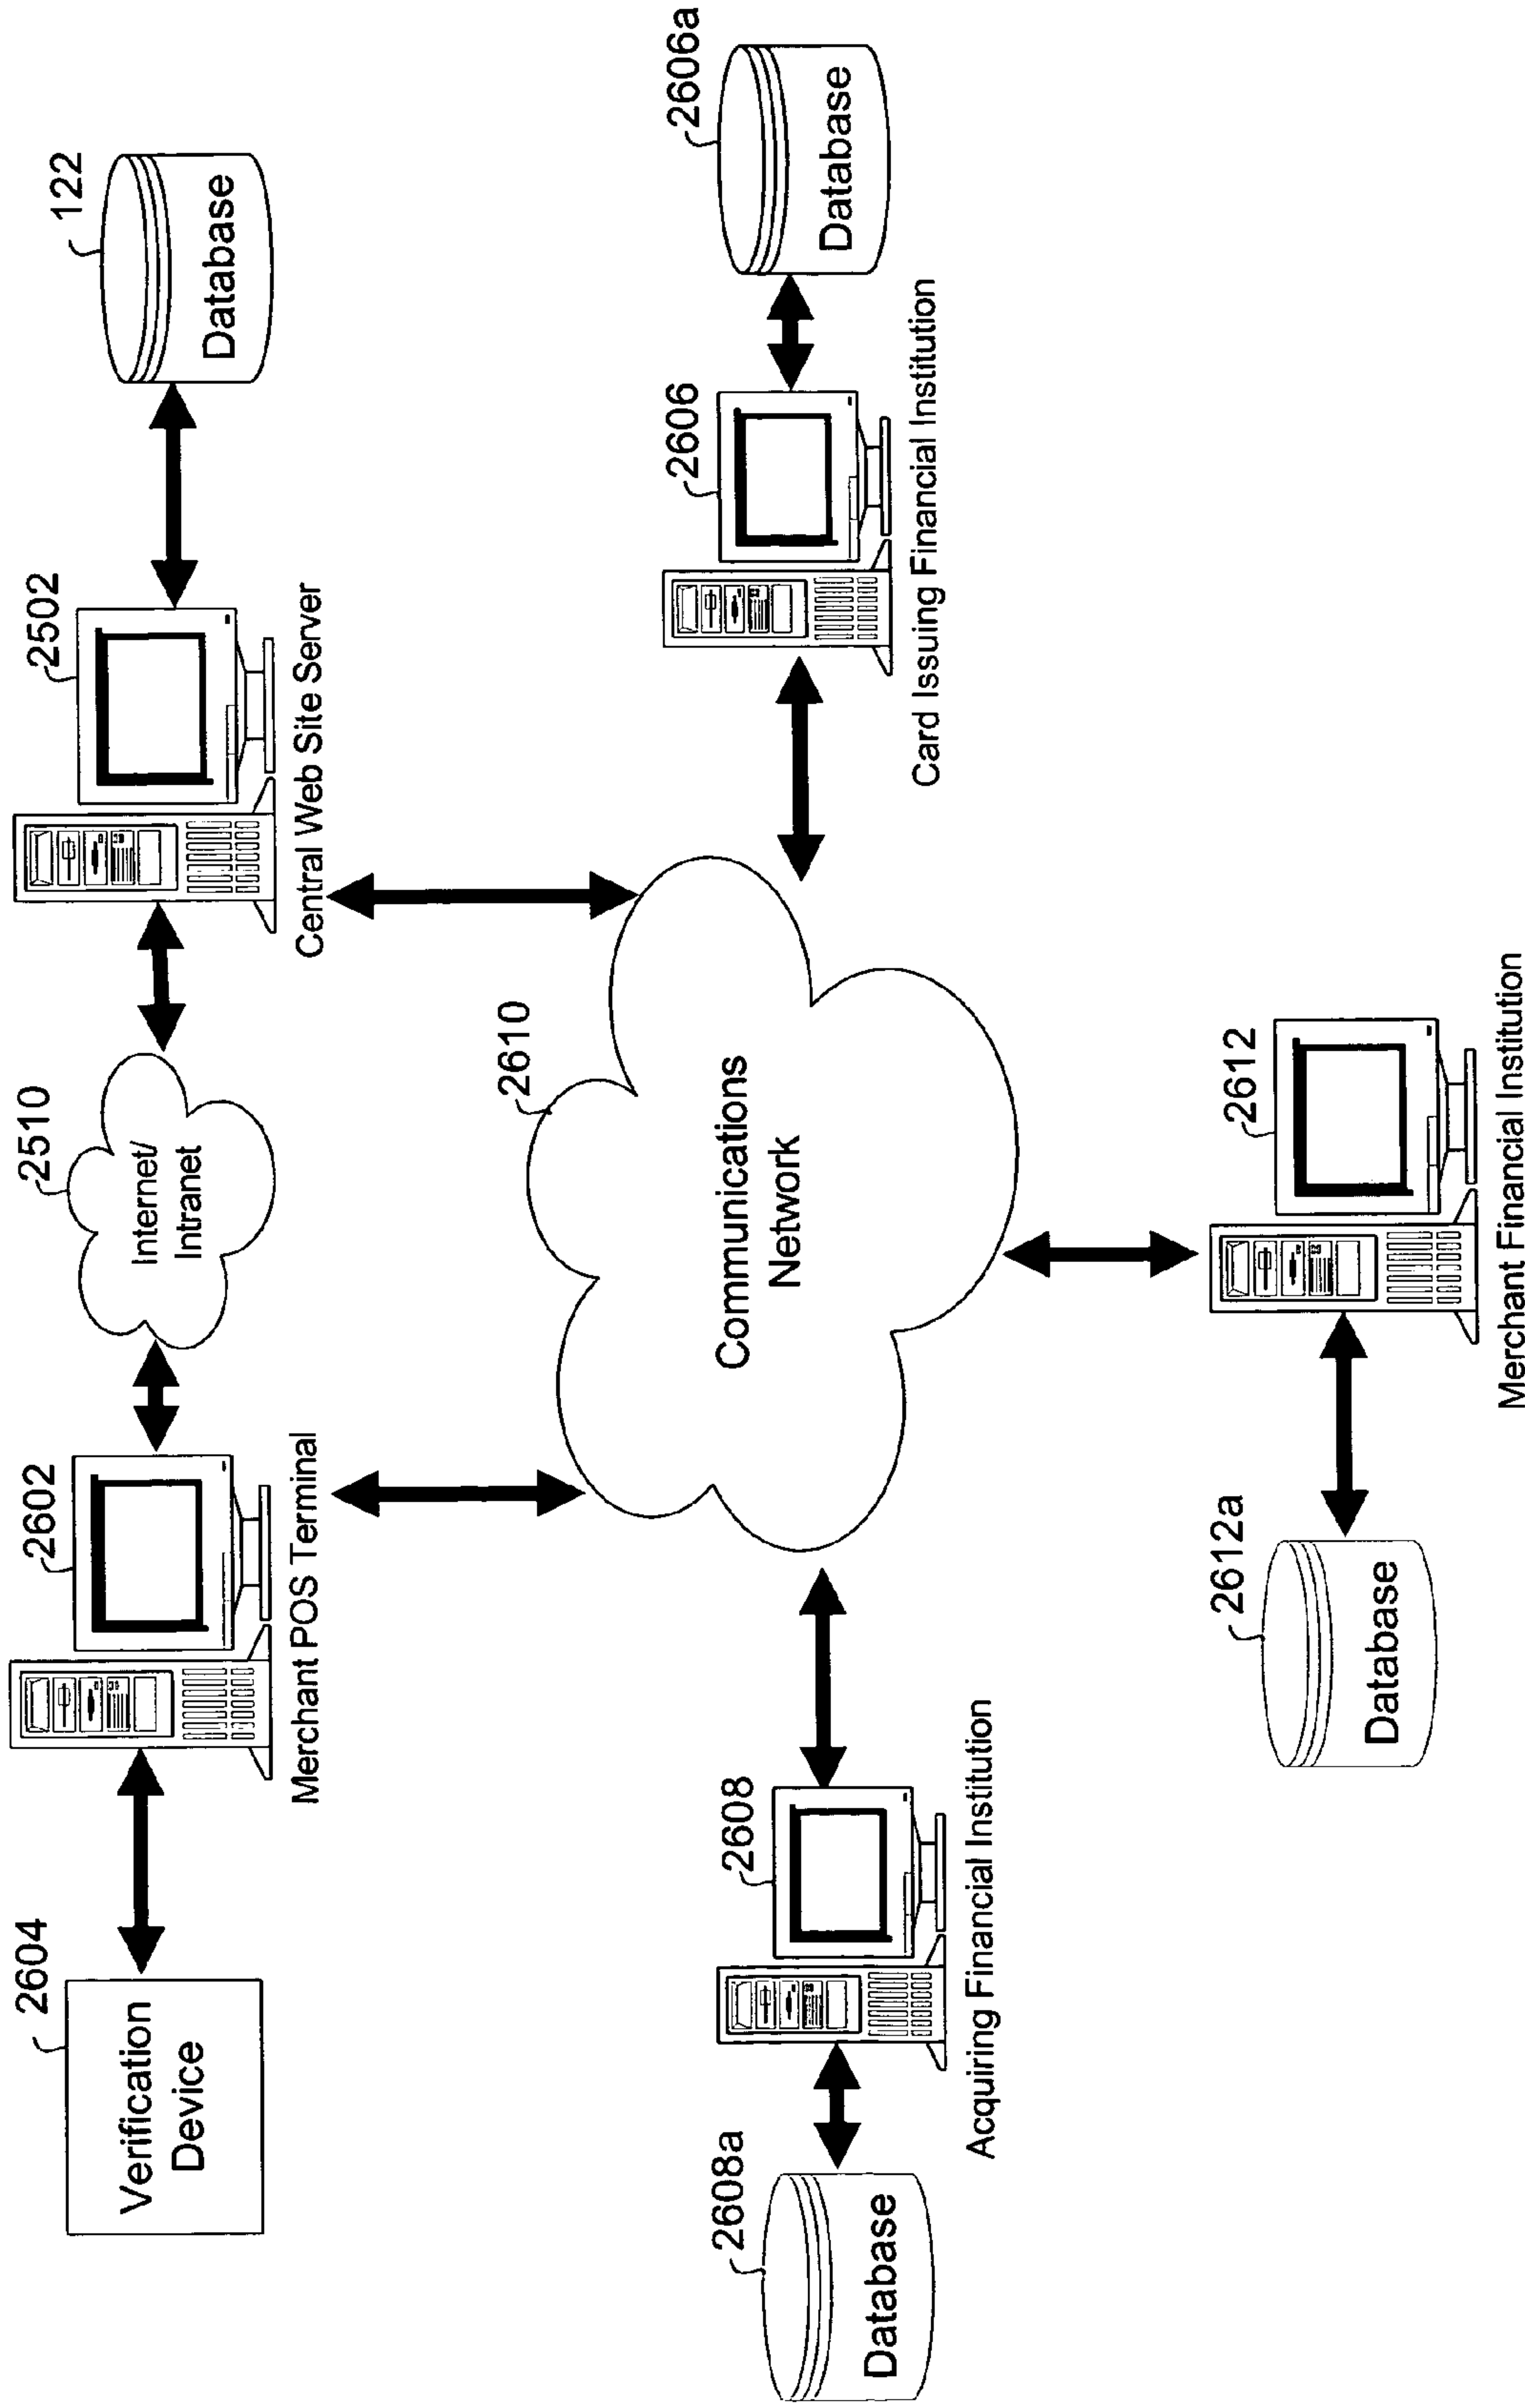 2604
Verification
Device
2602
Merchant POS Terminal
2510
Internet/
Intranet
2502
Central Web Site Server
122
Database
2610
Communications
Network
2608a
Database
2608
Acquiring Financial Institution
2606
Card Issuing Financial Institution
2606a
Database
2612a
Database
2612
Merchant Financial Institution